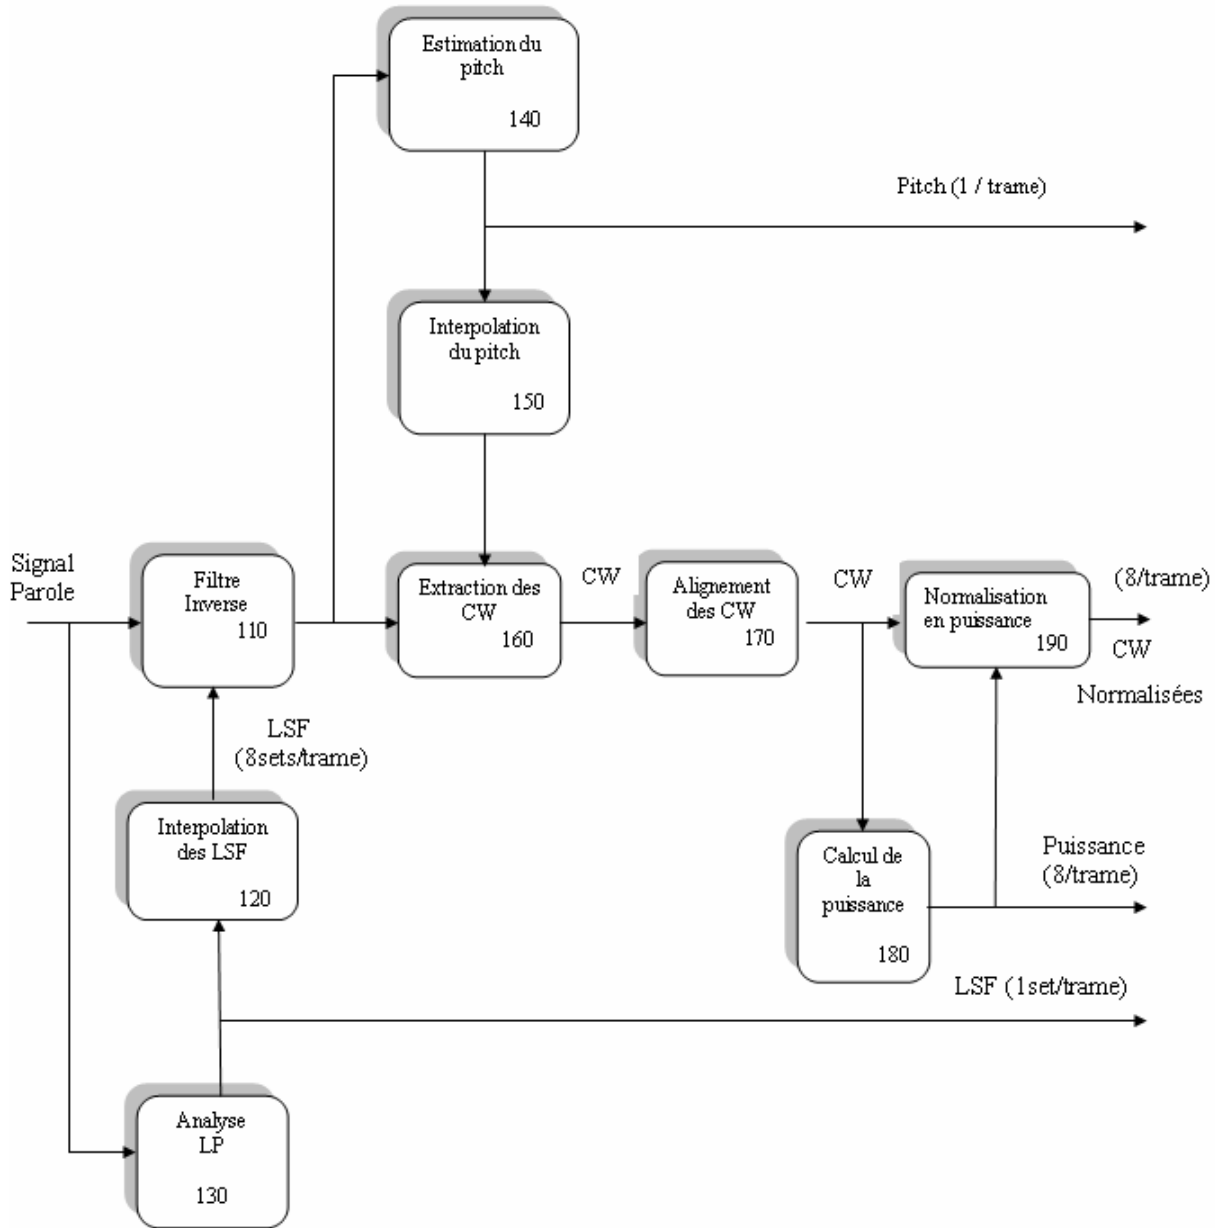 Estimation du
pitch
140
Pitch (1 / trame)
Interpolation
du pitch
150
Signal
Parole
Filtre
Inverse
110
Extraction des
CW
160
CW
Alignement
des CW
170
CW
Normalisation
en puissance
190
(8/trame)
CW
Normalisées
LSF
(8sets/trame)
Interpolation
des LSF
120
Calcul de
la
puissance
180
Puissance
(8/trame)
LSF (1set/trame)
Analyse
LP
130